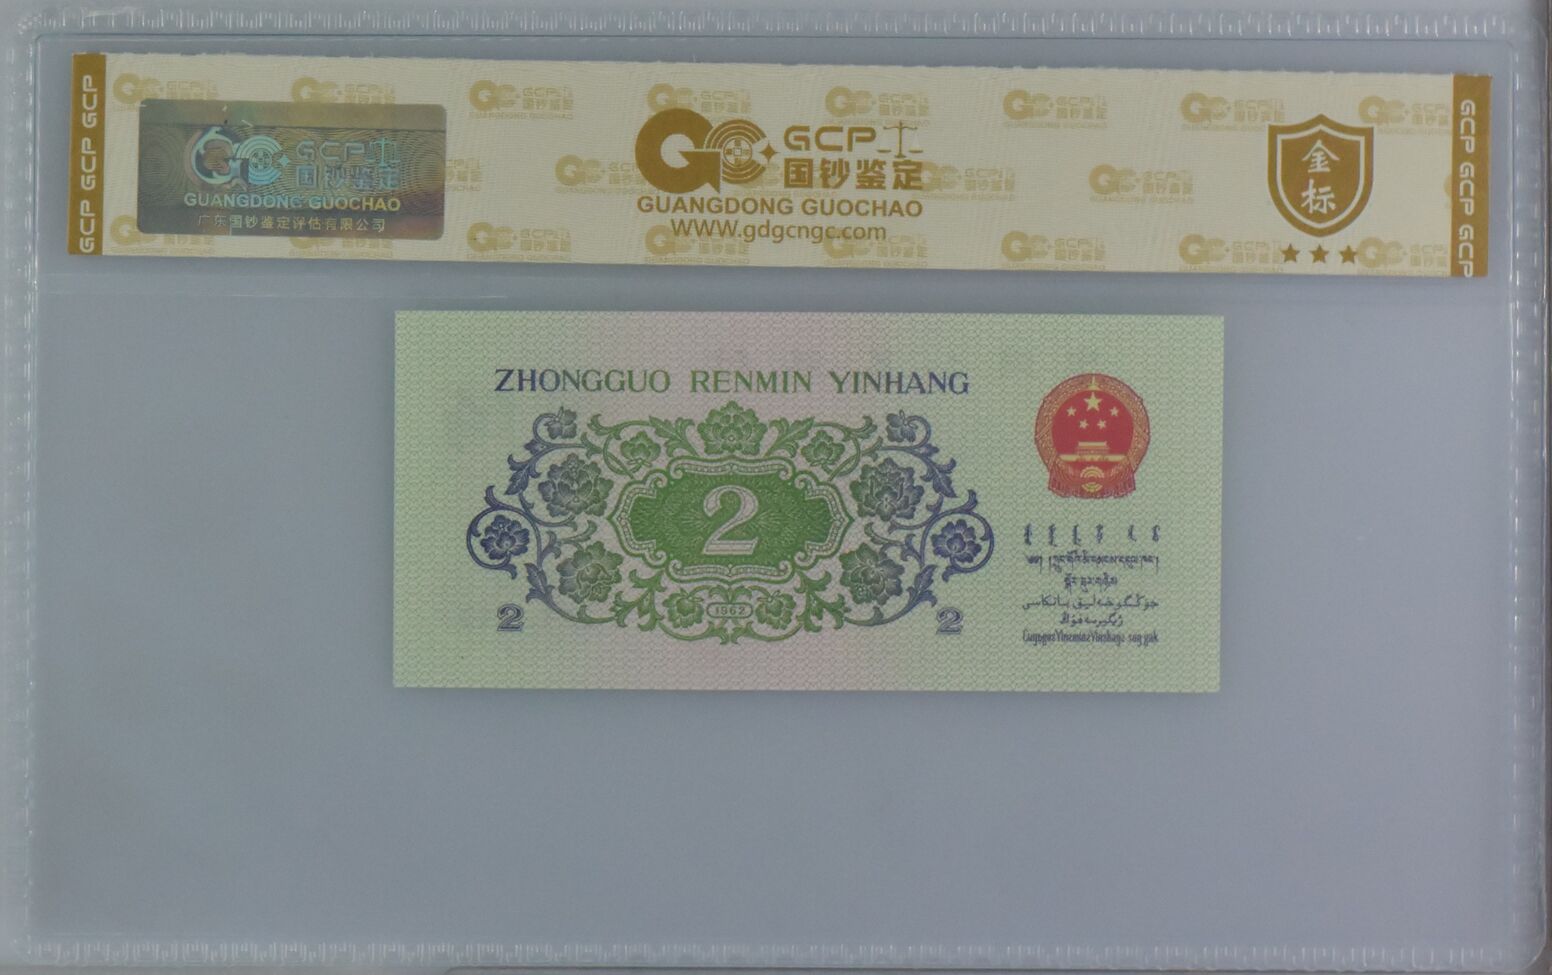 GCP GCP GCP
GCP
国钞鉴定
GUANGDONG GUOCHAO
广东国钞鉴定评估有限公司
GCP
国钞鉴定
GUANGDONG GUOCHAO
WWW.gdgcngc.com
金标
GCP GCP GCP
ZHONGGUO RENMIN YINHANG
2
1962
2 2